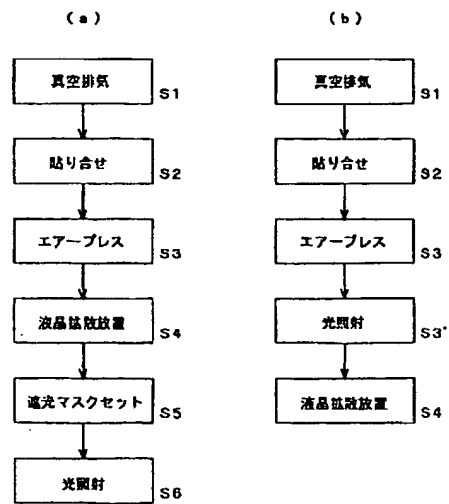 (a)
真空排気
S1
貼り合せ
S2
エアープレス
S3
液晶拡散放置
S4
遮光マスクセット
S5
光照射
S6
(b)
真空排気
S1
貼り合せ
S2
エアープレス
S3
光照射
S3'
液晶拡散放置
S4